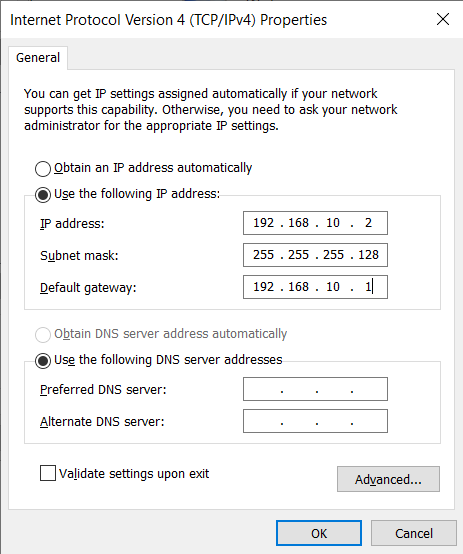 Internet Protocol Version 4 (TCP/IPv4) Properties
General
You can get IP settings assigned automatically if your network
supports this capability. Otherwise, you need to ask your network
administrator for the appropriate IP settings.
Obtain an IP address automatically
Use the following IP address:
IP address: 192 . 168 . 10 . 2
Subnet mask: 255 . 255 . 255 . 128
Default gateway: 192 . 168 . 10 . 1
Obtain DNS server address automatically
Use the following DNS server addresses
Preferred DNS server: . . .
Alternate DNS server: . . .
Validate settings upon exit
Advanced...
OK Cancel